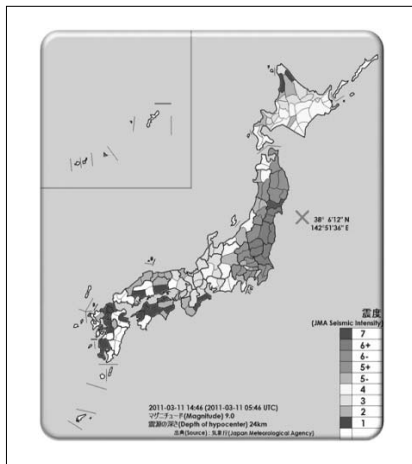 38° 6'12" N
142°51'36" E
震度
(JMA Seismic Intensity)
7
6+
6-
5+
5-
4
3
2
1
2011-03-11 14:46 (2011-03-11 05:46 UTC)
マグニチュード(Magnitude) 9.0
震源の深さ(Depth of hypocenter) 24km
出典(Source) : 気象庁(Japan Meteorological Agency)